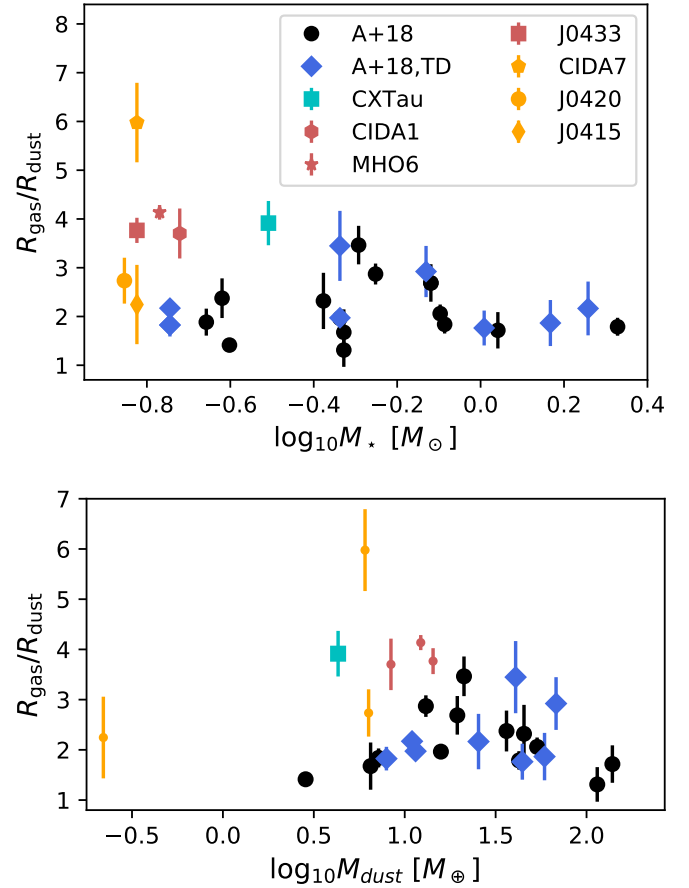 8
7
6
5
4
3
2
1
R_gas/R_dust
A+18
A+18,TD
CXTau
CIDA1
MHO6
J0433
CIDA7
J0420
J0415
−0.8 −0.6 −0.4 −0.2 0.0 0.2 0.4
log₁₀M⋆ [M⊙]
7
6
5
4
3
2
1
R_gas/R_dust
−0.5 0.0 0.5 1.0 1.5 2.0
log₁₀M_dust [M⊕]